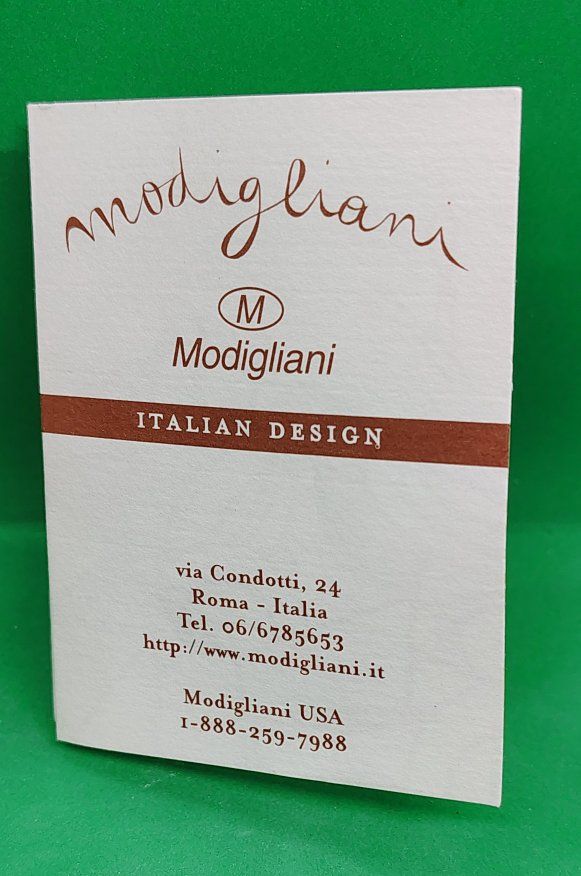 modigliani
M
Modigliani
ITALIAN DESIGN
via Condotti, 24
Roma - Italia
Tel. 06/6785653
http://www.modigliani.it
Modigliani USA
1-888-259-7988